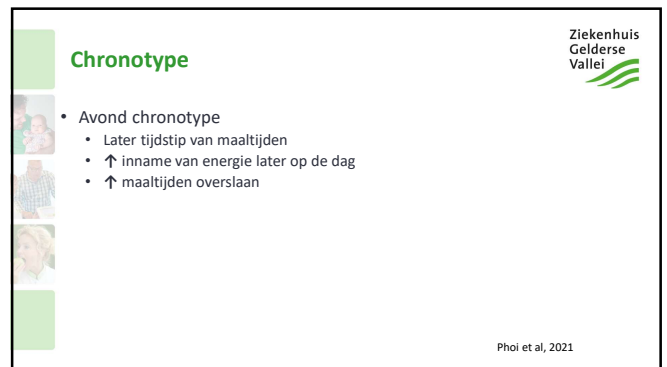 Ziekenhuis
Gelderse
Vallei
Chronotype
• Avond chronotype
• Later tijdstip van maaltijden
• ↑ inname van energie later op de dag
• ↑ maaltijden overslaan
Phoi et al, 2021